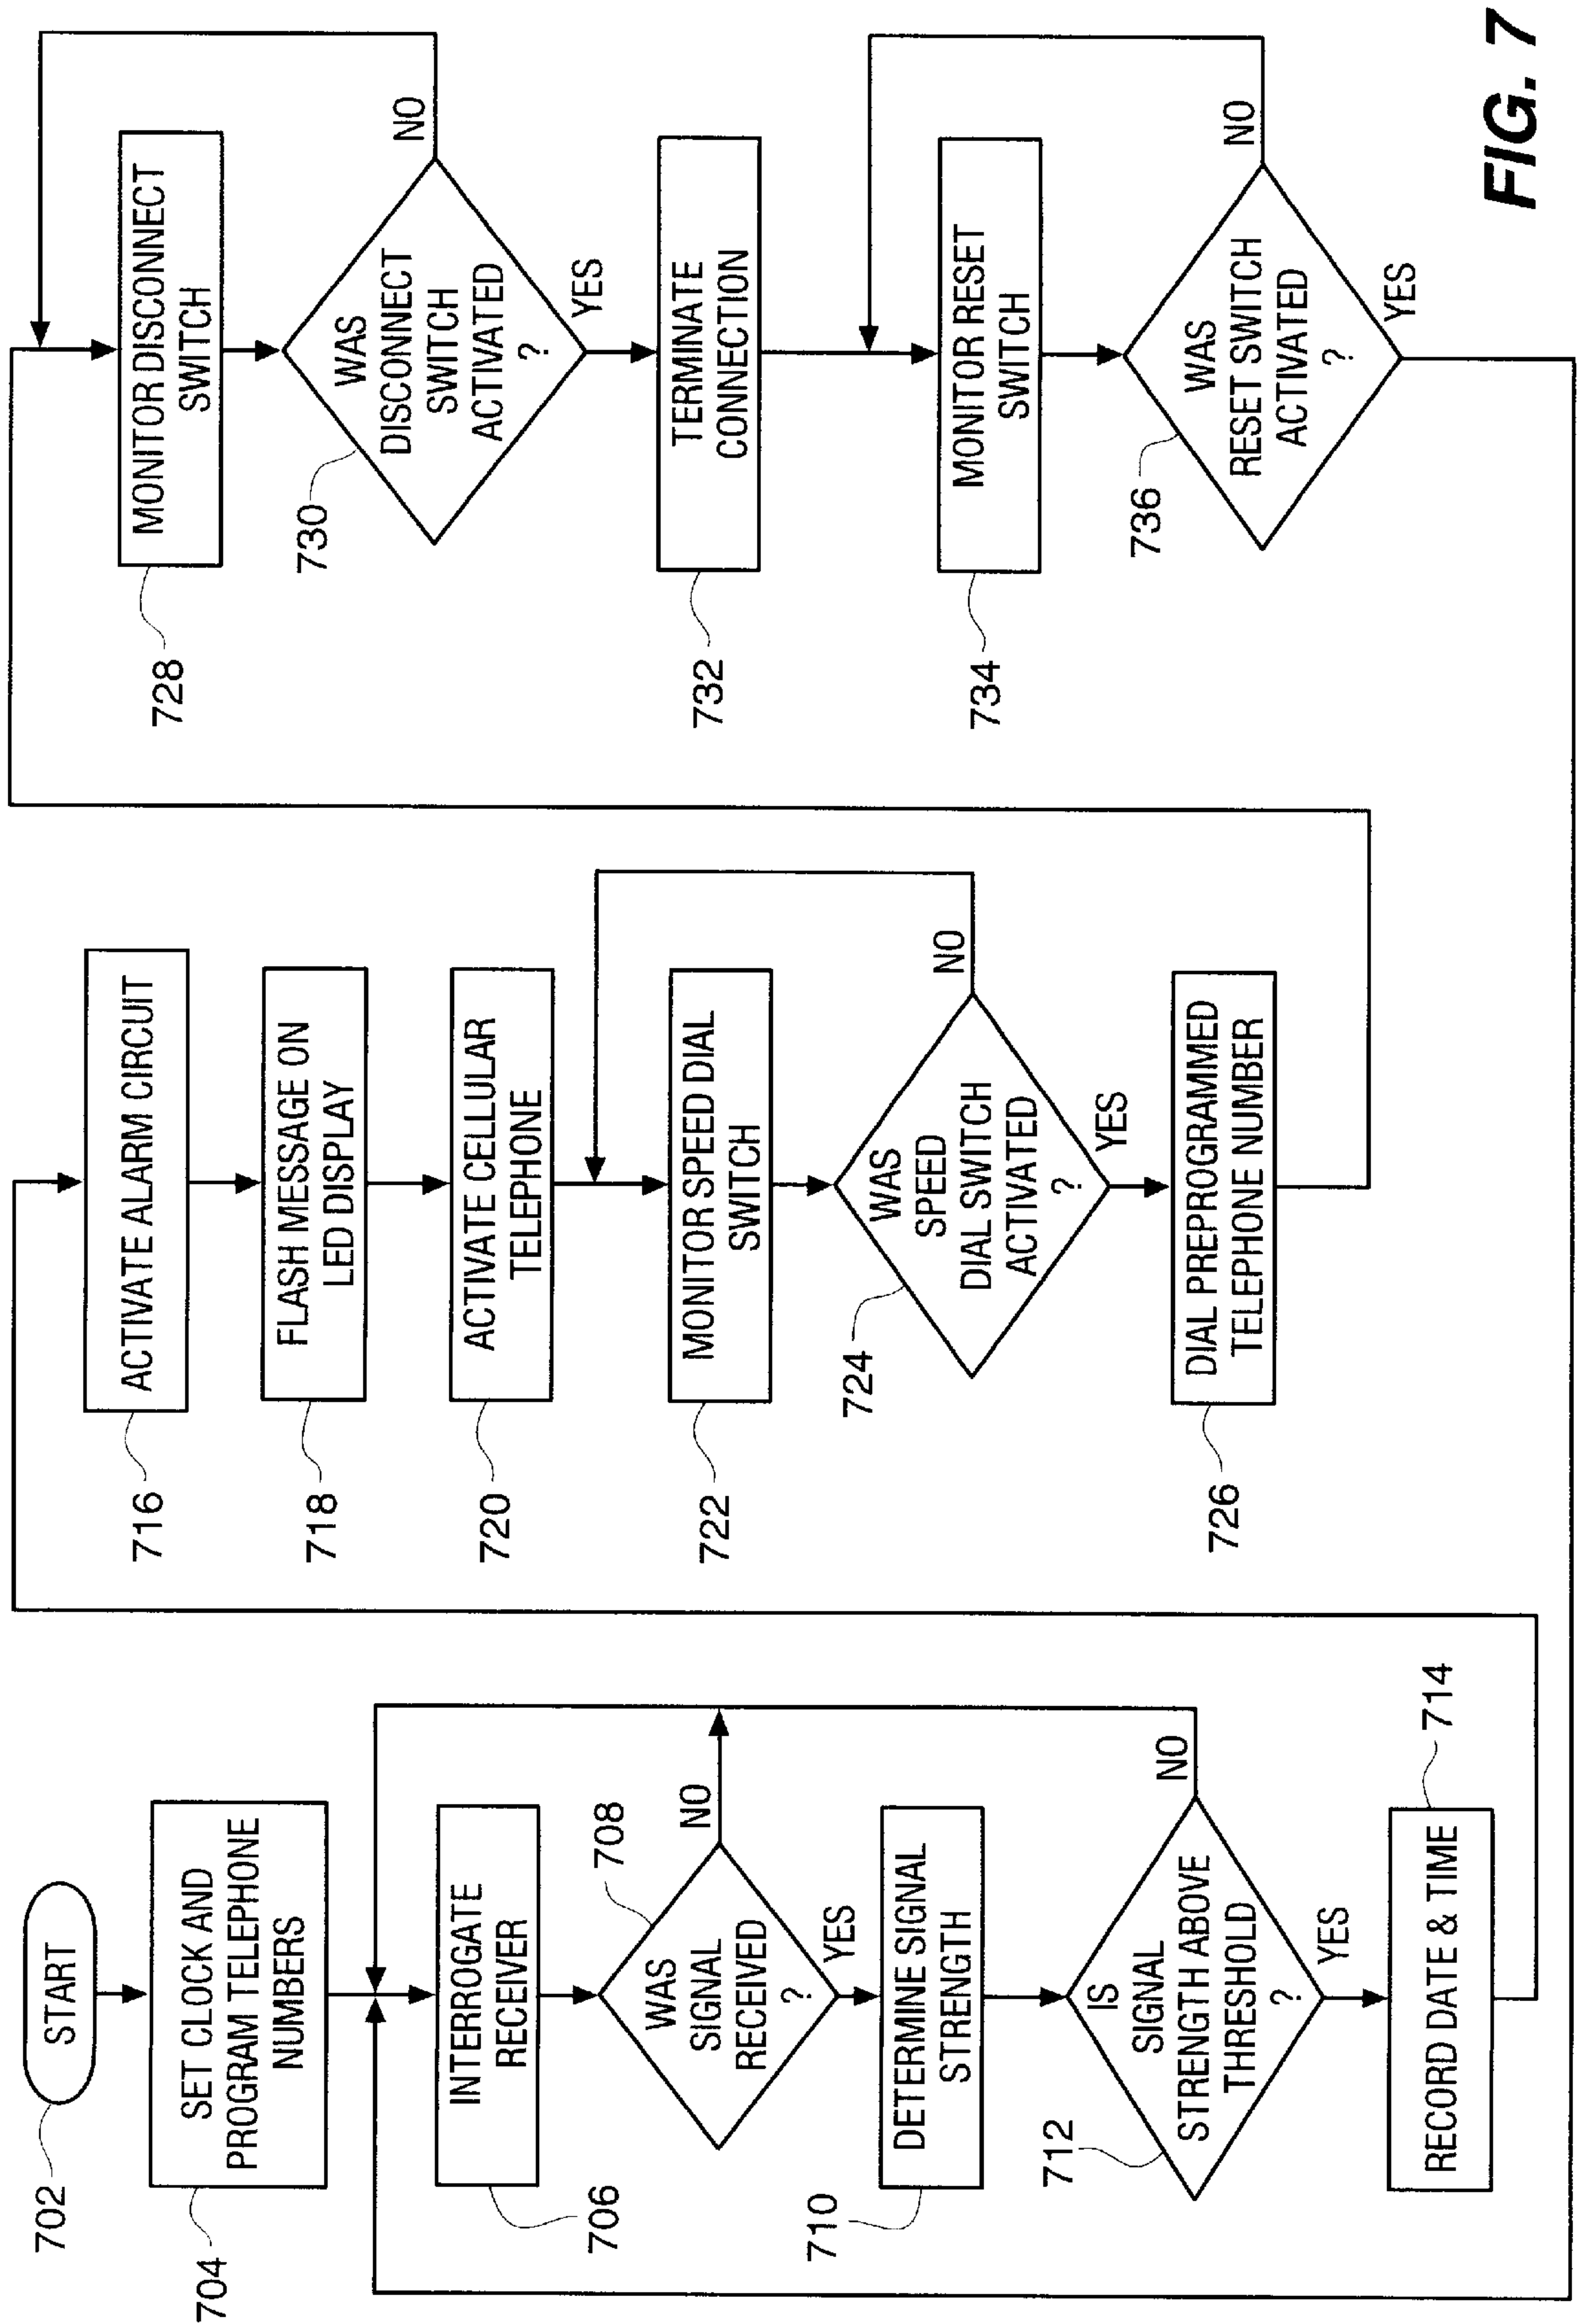 702
START
704
SET CLOCK AND
PROGRAM TELEPHONE
NUMBERS
706
INTERROGATE
RECEIVER
708
WAS
SIGNAL
RECEIVED
?
NO
YES
710
DETERMINE SIGNAL
STRENGTH
712
IS
SIGNAL
STRENGTH ABOVE
THRESHOLD
?
NO
YES
714
RECORD DATE & TIME
716
ACTIVATE ALARM CIRCUIT
718
FLASH MESSAGE ON
LED DISPLAY
720
ACTIVATE CELLULAR
TELEPHONE
722
MONITOR SPEED DIAL
SWITCH
724
WAS
SPEED
DIAL SWITCH
ACTIVATED
?
NO
YES
726
DIAL PREPROGRAMMED
TELEPHONE NUMBER
728
MONITOR DISCONNECT
SWITCH
730
WAS
DISCONNECT
SWITCH
ACTIVATED
?
NO
YES
732
TERMINATE
CONNECTION
734
MONITOR RESET
SWITCH
736
WAS
RESET SWITCH
ACTIVATED
?
NO
YES
FIG. 7